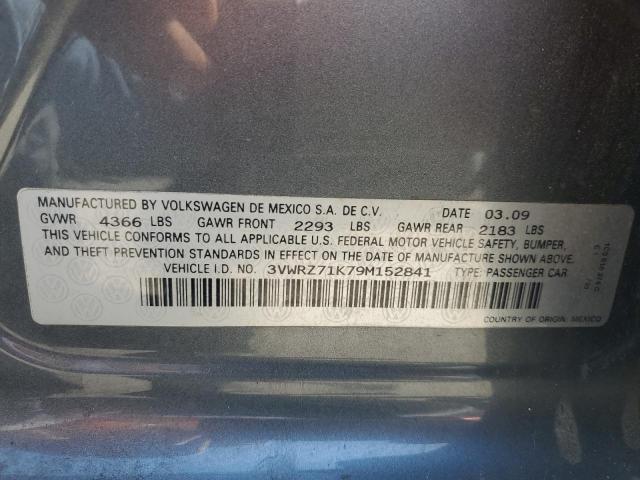 MANUFACTURED BY VOLKSWAGEN DE MEXICO S.A. DE C.V. DATE 03.09
GVWR 4366 LBS GAWR FRONT 2293 LBS GAWR REAR 2183 LBS
THIS VEHICLE CONFORMS TO ALL APPLICABLE U.S. FEDERAL MOTOR VEHICLE SAFETY, BUMPER,
AND THEFT PREVENTION STANDARDS IN EFFECT ON THE DATE OF MANUFACTURE SHOWN ABOVE.
VEHICLE I.D. NO. 3VWRZ71K79M152841 TYPE: PASSENGER CAR
COUNTRY OF ORIGIN: MEXICO